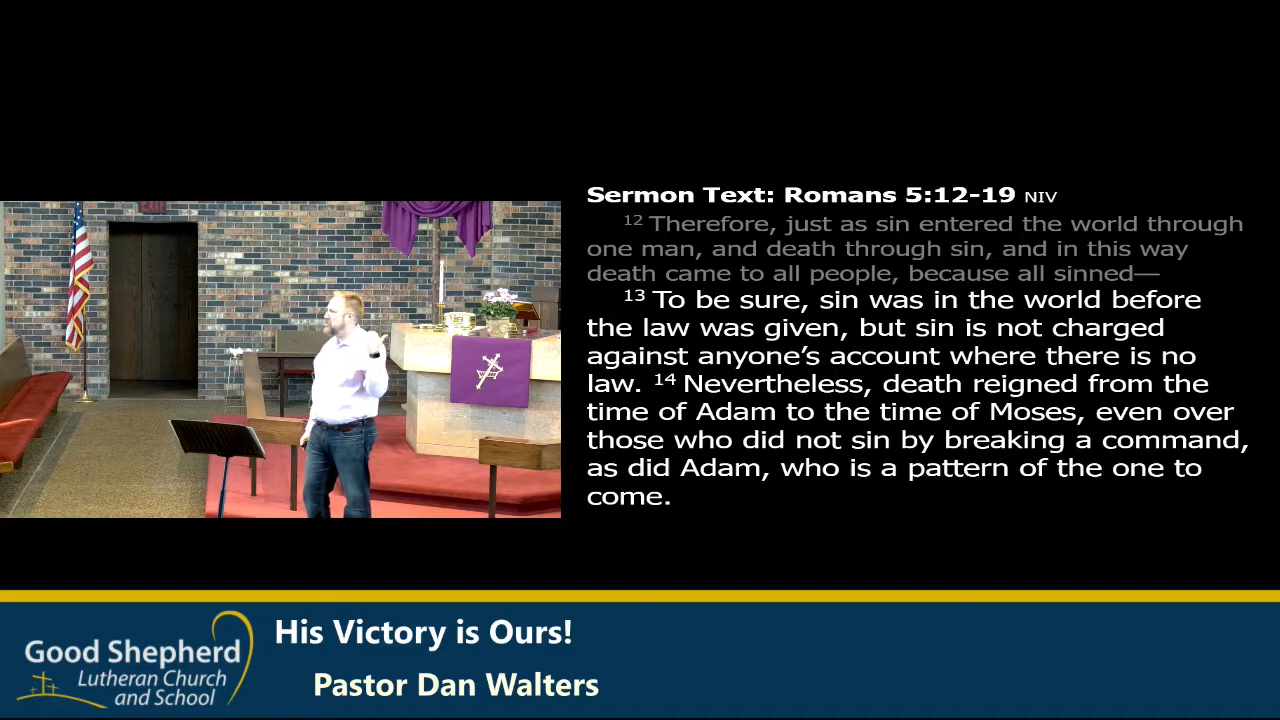 EXIT
Sermon Text: Romans 5:12-19 NIV
12 Therefore, just as sin entered the world through
one man, and death through sin, and in this way
death came to all people, because all sinned—
13 To be sure, sin was in the world before
the law was given, but sin is not charged
against anyone’s account where there is no
law. 14 Nevertheless, death reigned from the
time of Adam to the time of Moses, even over
those who did not sin by breaking a command,
as did Adam, who is a pattern of the one to
come.
Good Shepherd
Lutheran Church
and School
His Victory is Ours!
Pastor Dan Walters